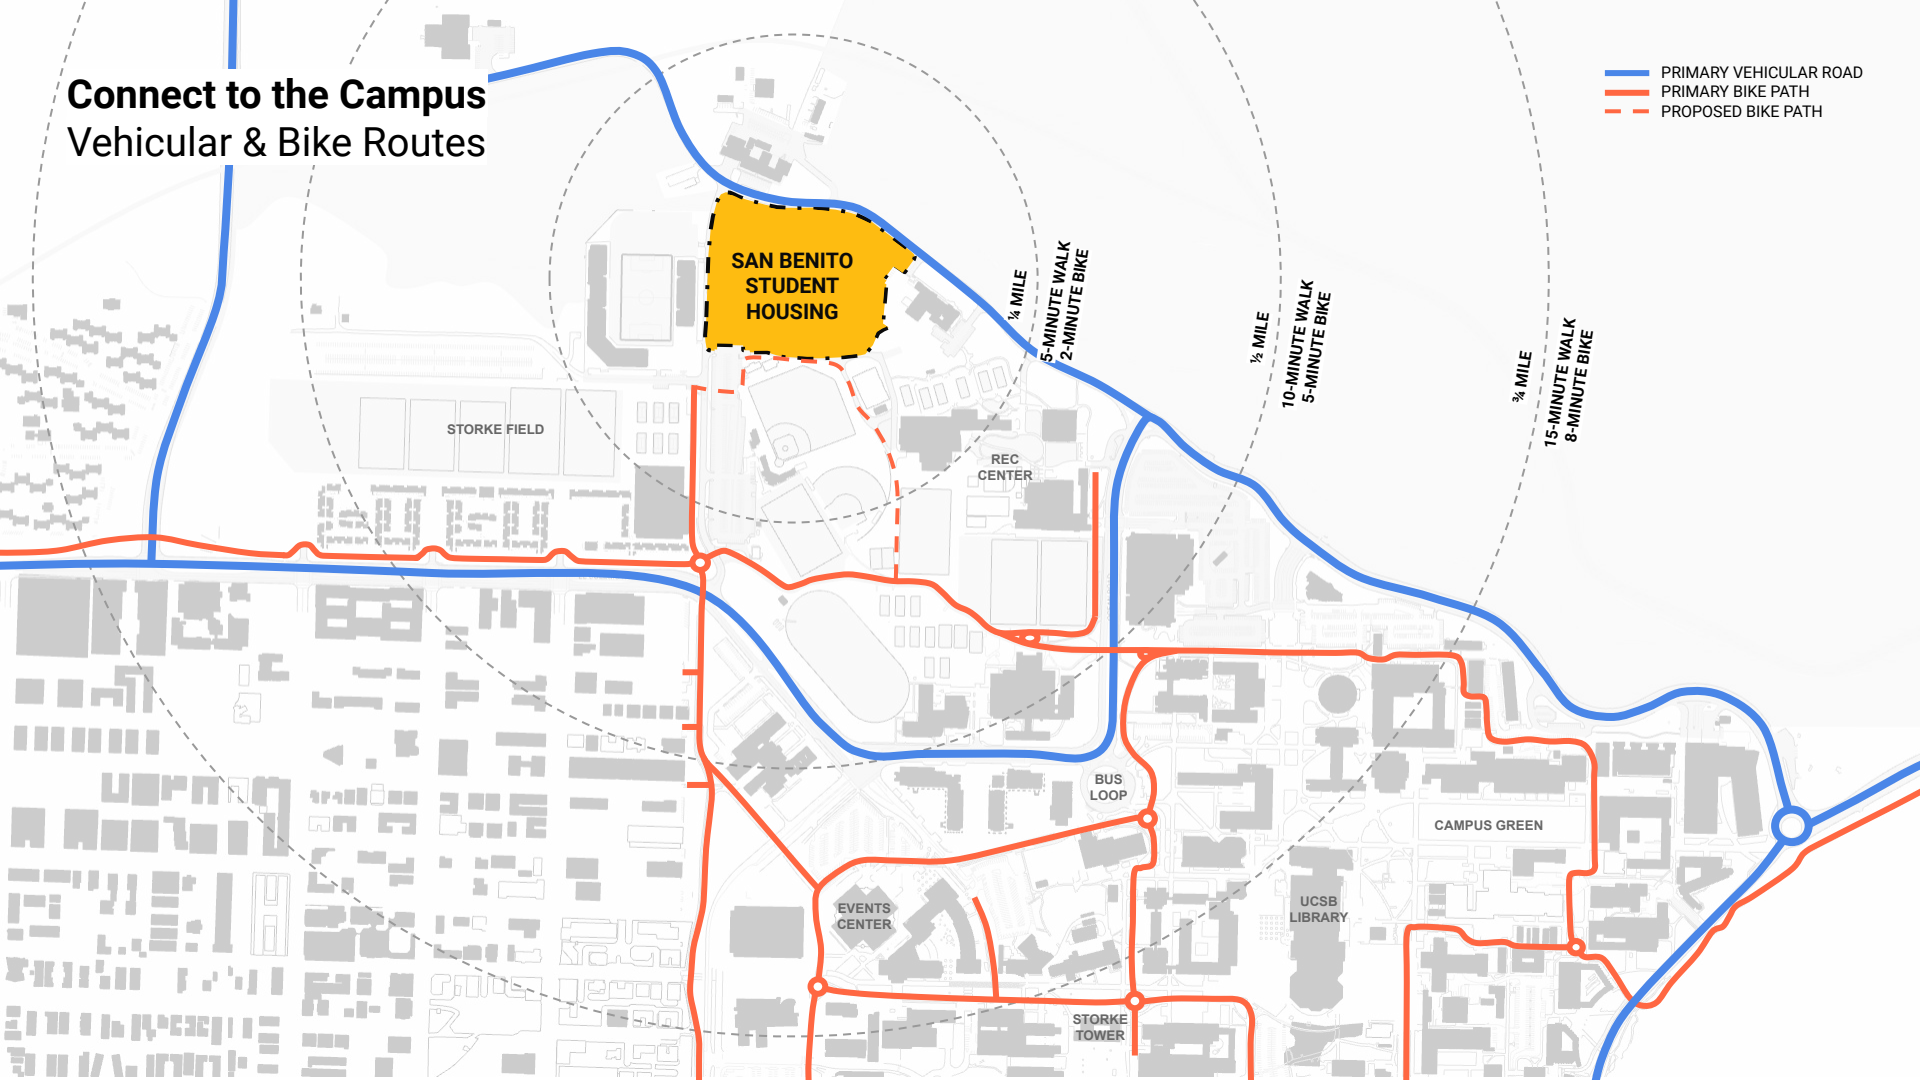 Connect to the Campus
Vehicular & Bike Routes
PRIMARY VEHICULAR ROAD
PRIMARY BIKE PATH
PROPOSED BIKE PATH
SAN BENITO
STUDENT
HOUSING
¼ MILE
5-MINUTE WALK
2-MINUTE BIKE
½ MILE
10-MINUTE WALK
5-MINUTE BIKE
¾ MILE
15-MINUTE WALK
8-MINUTE BIKE
STORKE FIELD
REC
CENTER
BUS
LOOP
CAMPUS GREEN
EVENTS
CENTER
UCSB
LIBRARY
STORKE
TOWER